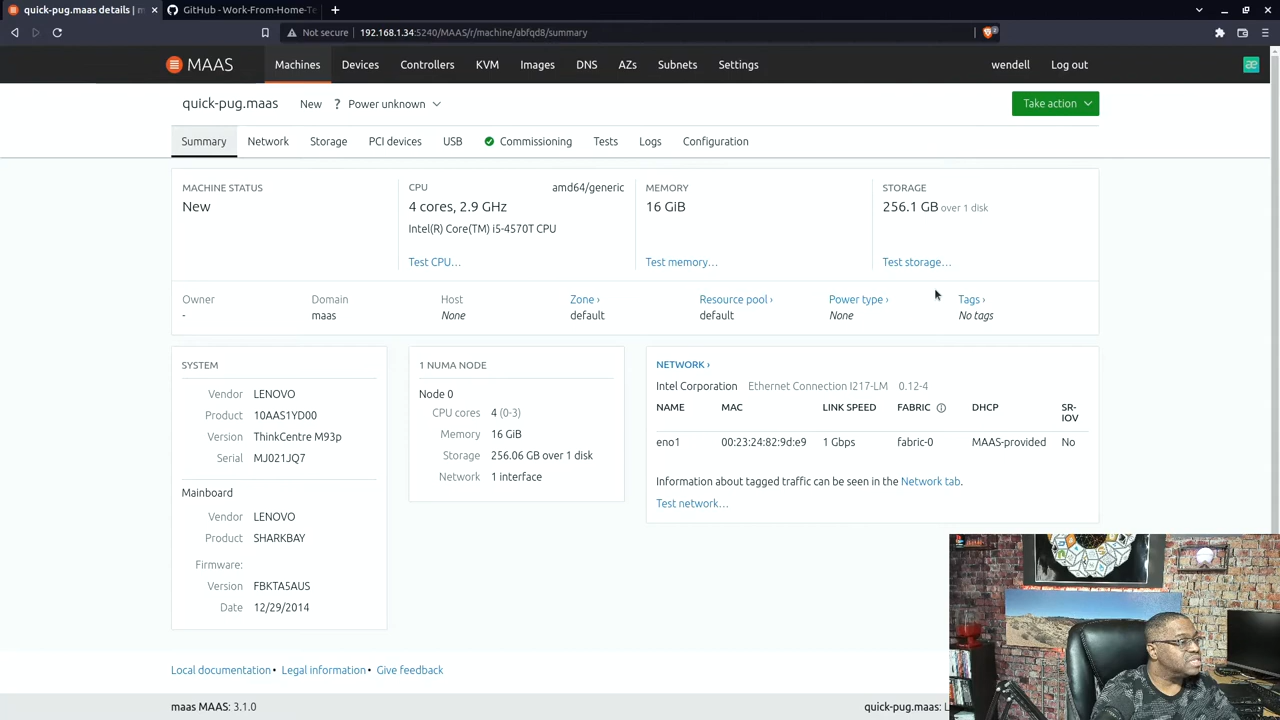 quick-pug.maas details | m
GitHub - Work-From-Home-Te
Not secure 192.168.1.34:5240/MAAS/r/machine/abfqd8/summary
MAAS Machines Devices Controllers KVM Images DNS AZs Subnets Settings wendell Log out
quick-pug.maas New ? Power unknown Take action
Summary Network Storage PCI devices USB Commissioning Tests Logs Configuration
MACHINE STATUS
New
CPU amd64/generic
4 cores, 2.9 GHz
Intel(R) Core(TM) i5-4570T CPU
Test CPU…
MEMORY
16 GiB
Test memory…
STORAGE
256.1 GB over 1 disk
Test storage…
Owner
-
Domain
maas
Host
None
Zone ›
default
Resource pool ›
default
Power type ›
None
Tags ›
No tags
SYSTEM
Vendor LENOVO
Product 10AAS1YD00
Version ThinkCentre M93p
Serial MJ021JQ7
Mainboard
Vendor LENOVO
Product SHARKBAY
Firmware:
Version FBKTA5AUS
Date 12/29/2014
1 NUMA NODE
Node 0
CPU cores 4 (0-3)
Memory 16 GiB
Storage 256.06 GB over 1 disk
Network 1 interface
NETWORK ›
Intel Corporation Ethernet Connection I217-LM 0.12-4
NAME MAC LINK SPEED FABRIC DHCP SR-
IOV
eno1 00:23:24:82:9d:e9 1 Gbps fabric-0 MAAS-provided No
Information about tagged traffic can be seen in the Network tab.
Test network…
Local documentation • Legal information • Give feedback
maas MAAS: 3.1.0
quick-pug.maas: L